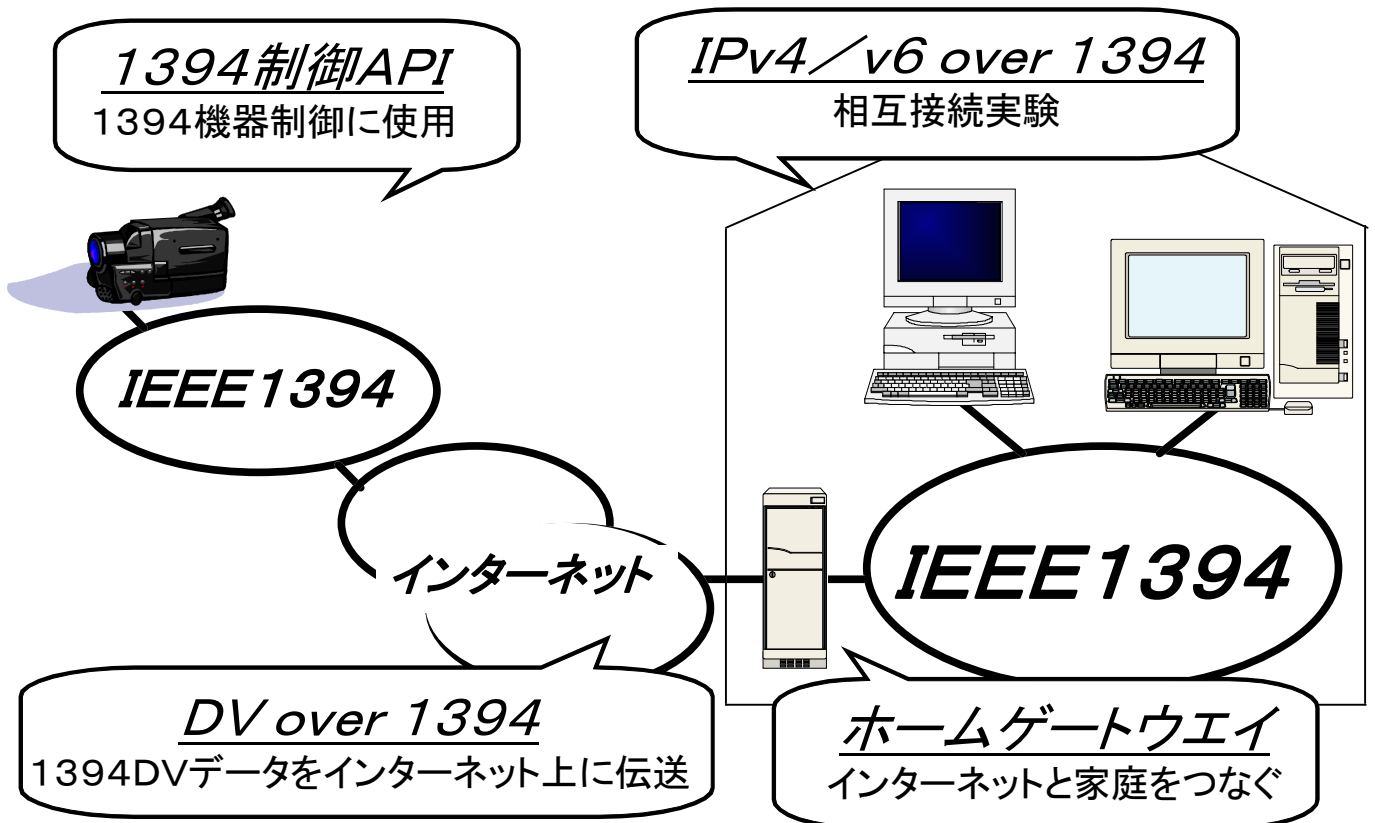 1394制御API
1394機器制御に使用
IPv4／v6 over 1394
相互接続実験
IEEE1394
インターネット
IEEE1394
DV over 1394
1394DVデータをインターネット上に伝送
ホームゲートウエイ
インターネットと家庭をつなぐ